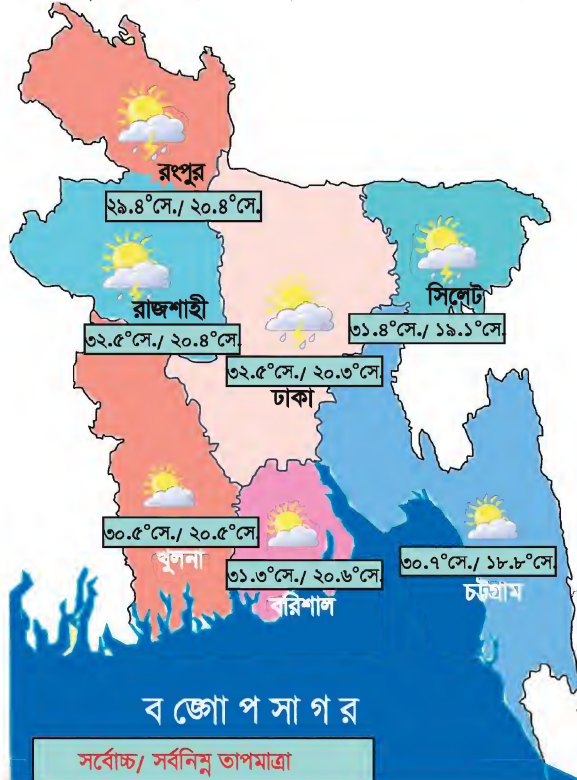 রংপুর
২৯.৪°সে./ ২০.৪°সে.
রাজশাহী
৩২.৫°সে./ ২০.৪°সে.
সিলেট
৩১.৪°সে./ ১৯.১°সে.
৩২.৫°সে./ ২০.৩°সে.
ঢাকা
৩০.৫°সে./ ২০.৫°সে.
খুলনা
৩১.৩°সে./ ২০.৬°সে.
বরিশাল
৩০.৭°সে./ ১৮.৮°সে.
চট্টগ্রাম
ব ঙ্গো প সা গ র
সর্বোচ্চ/ সর্বনিম্ন তাপমাত্রা